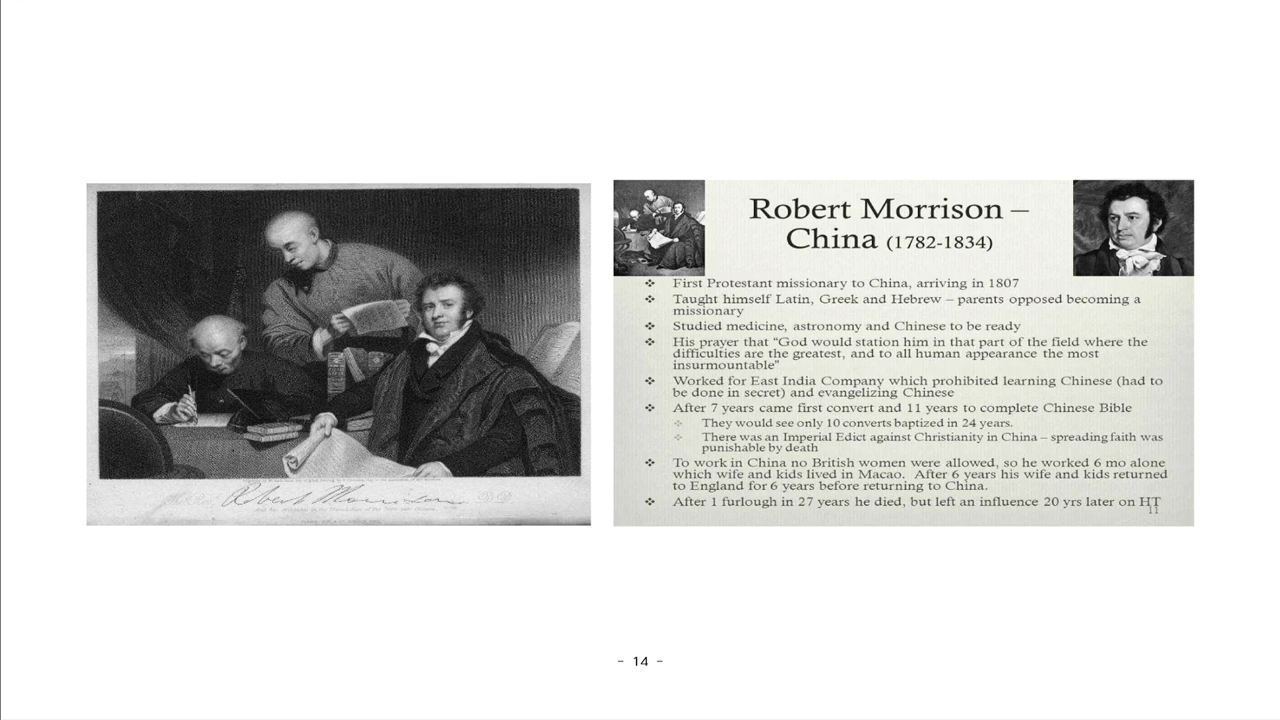 Robert Morrison
Robert Morrison –
China (1782-1834)
❖ First Protestant missionary to China, arriving in 1807
❖ Taught himself Latin, Greek and Hebrew – parents opposed becoming a
missionary
❖ Studied medicine, astronomy and Chinese to be ready
❖ His prayer that “God would station him in that part of the field where the
difficulties are the greatest, and to all human appearance the most
insurmountable”
❖ Worked for East India Company which prohibited learning Chinese (had to
be done in secret) and evangelizing Chinese
❖ After 7 years came first convert and 11 years to complete Chinese Bible
❖ They would see only 10 converts baptized in 24 years.
❖ There was an Imperial Edict against Christianity in China – spreading faith was
punishable by death
❖ To work in China no British women were allowed, so he worked 6 mo alone
which wife and kids lived in Macao. After 6 years his wife and kids returned
to England for 6 years before returning to China.
❖ After 1 furlough in 27 years he died, but left an influence 20 yrs later on HT
11
- 14 -